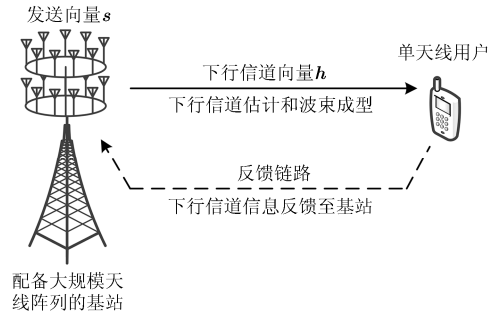 发送向量s
单天线用户
下行信道向量h
下行信道估计和波束成型
反馈链路
下行信道信息反馈至基站
配备大规模天
线阵列的基站